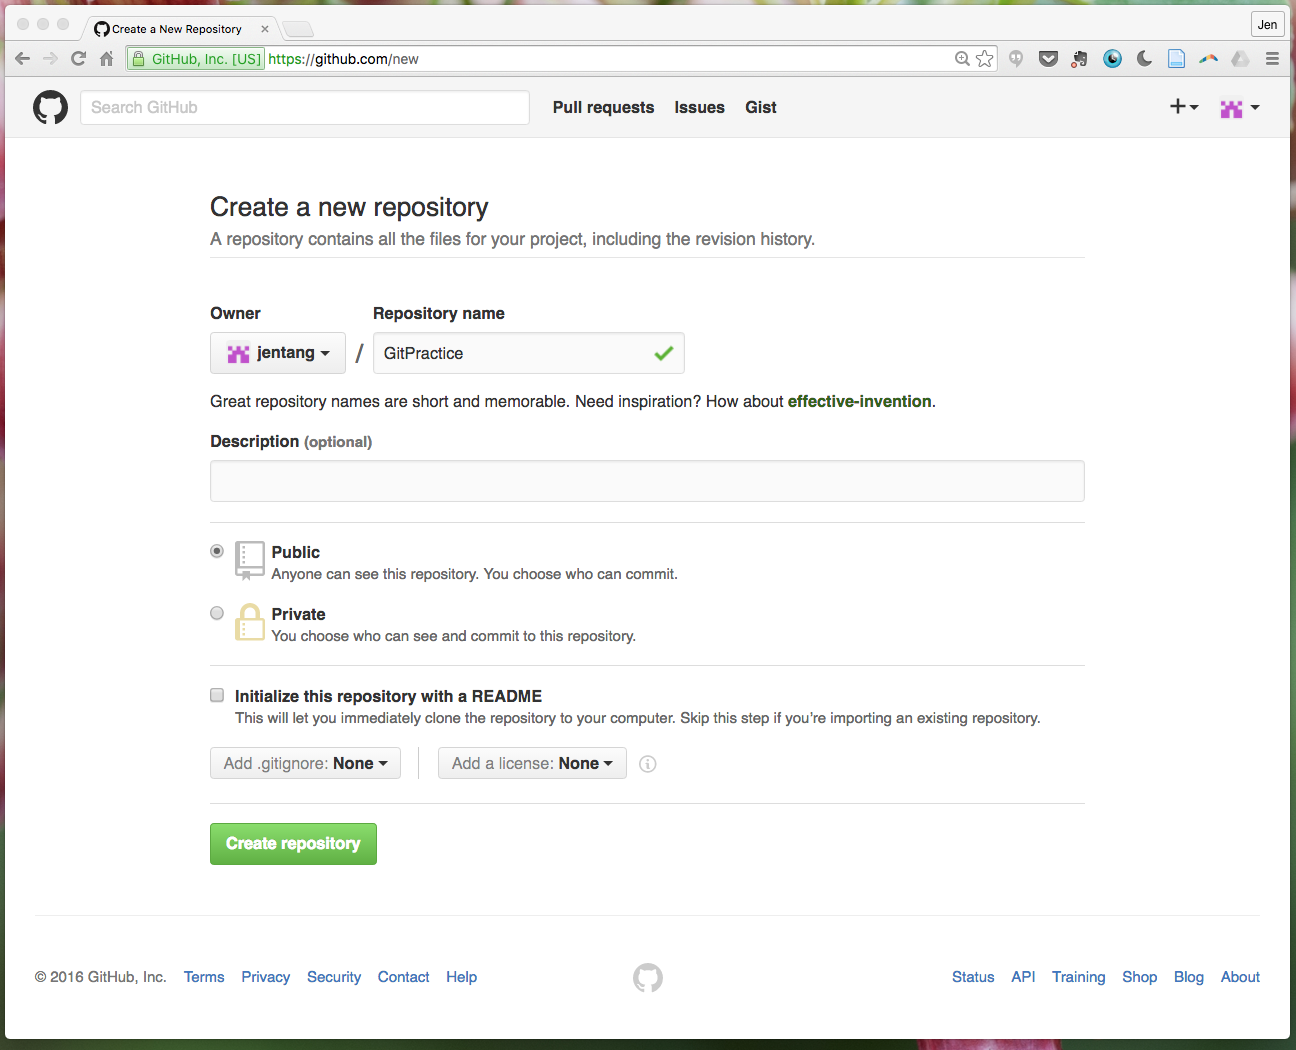 Create a New Repository
Jen
GitHub, Inc. [US] https://github.com/new
Search GitHub
Pull requests Issues Gist
Create a new repository
A repository contains all the files for your project, including the revision history.
Owner Repository name
jentang / GitPractice
Great repository names are short and memorable. Need inspiration? How about effective-invention.
Description (optional)
Public
Anyone can see this repository. You choose who can commit.
Private
You choose who can see and commit to this repository.
Initialize this repository with a README
This will let you immediately clone the repository to your computer. Skip this step if you’re importing an existing repository.
Add .gitignore: None Add a license: None
Create repository
© 2016 GitHub, Inc. Terms Privacy Security Contact Help Status API Training Shop Blog About